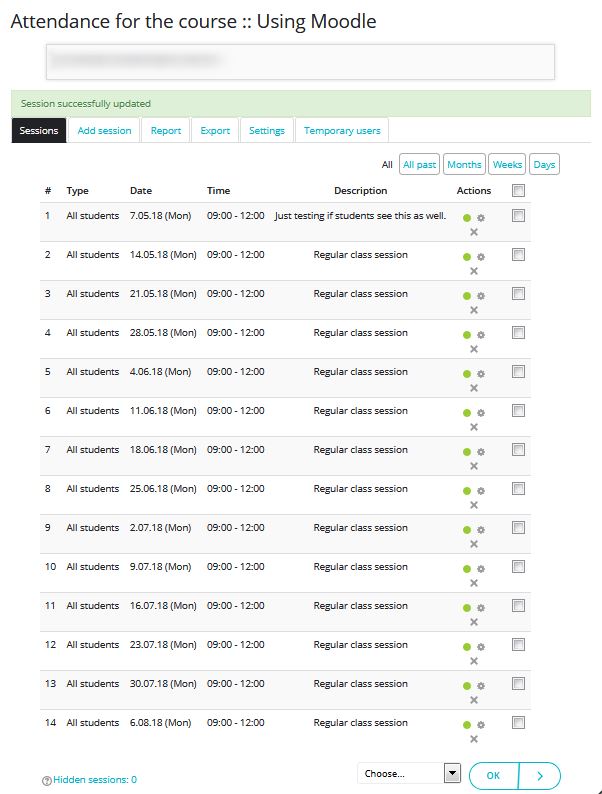 Attendance for the course :: Using Moodle
Session successfully updated
Sessions Add session Report Export Settings Temporary users
All All past Months Weeks Days
# Type Date Time Description Actions
1 All students 7.05.18 (Mon) 09:00 - 12:00 Just testing if students see this as well.
2 All students 14.05.18 (Mon) 09:00 - 12:00 Regular class session
3 All students 21.05.18 (Mon) 09:00 - 12:00 Regular class session
4 All students 28.05.18 (Mon) 09:00 - 12:00 Regular class session
5 All students 4.06.18 (Mon) 09:00 - 12:00 Regular class session
6 All students 11.06.18 (Mon) 09:00 - 12:00 Regular class session
7 All students 18.06.18 (Mon) 09:00 - 12:00 Regular class session
8 All students 25.06.18 (Mon) 09:00 - 12:00 Regular class session
9 All students 2.07.18 (Mon) 09:00 - 12:00 Regular class session
10 All students 9.07.18 (Mon) 09:00 - 12:00 Regular class session
11 All students 16.07.18 (Mon) 09:00 - 12:00 Regular class session
12 All students 23.07.18 (Mon) 09:00 - 12:00 Regular class session
13 All students 30.07.18 (Mon) 09:00 - 12:00 Regular class session
14 All students 6.08.18 (Mon) 09:00 - 12:00 Regular class session
Hidden sessions: 0 Choose... OK